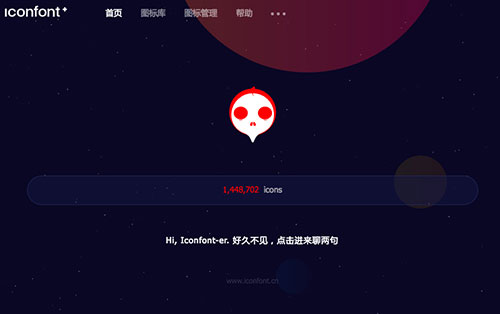 iconfont+
首页 图标库 图标管理 帮助
1,448,702 icons
Hi, Iconfont-er. 好久不见，点击进来聊两句
www.iconfont.cn